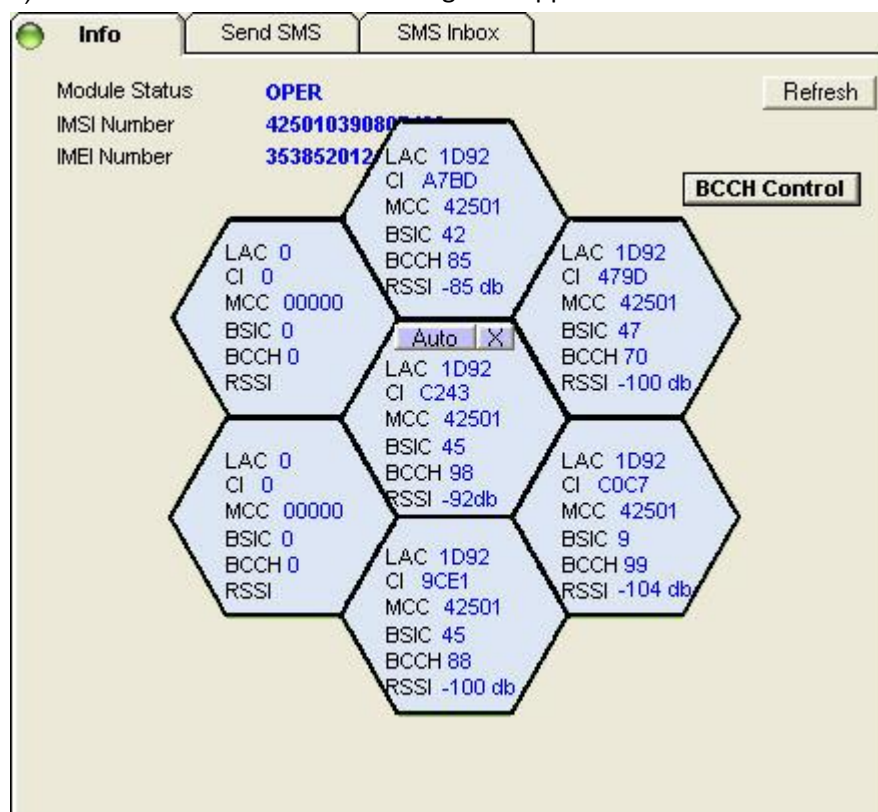 Info
Send SMS
SMS Inbox
Module Status OPER
Refresh
IMSI Number
IMEI Number
BCCH Control
LAC 1D92
CI A7BD
MCC 42501
BSIC 42
BCCH 85
RSSI -85 db
LAC 0
CI 0
MCC 00000
BSIC 0
BCCH 0
RSSI
LAC 1D92
CI 479D
MCC 42501
BSIC 47
BCCH 70
RSSI -100 db
Auto X
LAC 1D92
CI C243
MCC 42501
BSIC 45
BCCH 98
RSSI -92db
LAC 0
CI 0
MCC 00000
BSIC 0
BCCH 0
RSSI
LAC 1D92
CI C0C7
MCC 42501
BSIC 9
BCCH 99
RSSI -104 db
LAC 1D92
CI 9CE1
MCC 42501
BSIC 45
BCCH 88
RSSI -100 db